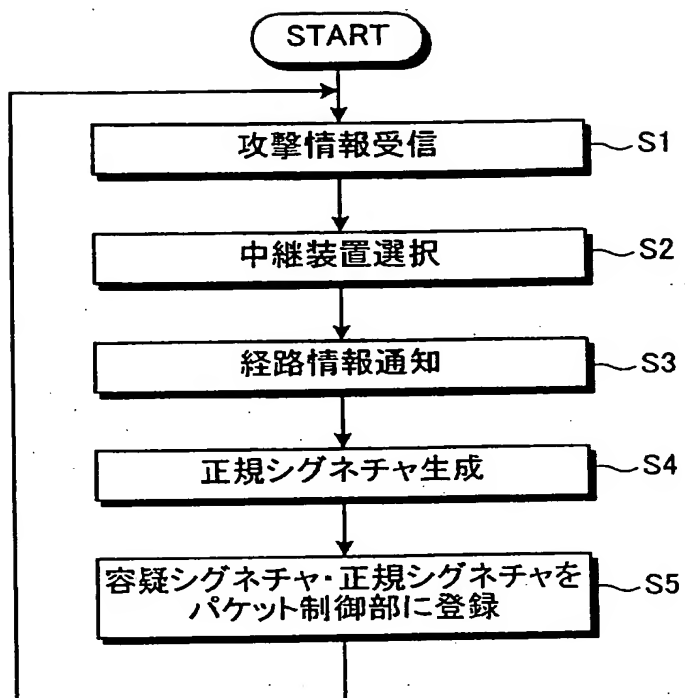 START
攻撃情報受信
S1
中継装置選択
S2
経路情報通知
S3
正規シグネチャ生成
S4
容疑シグネチャ・正規シグネチャを
パケット制御部に登録
S5